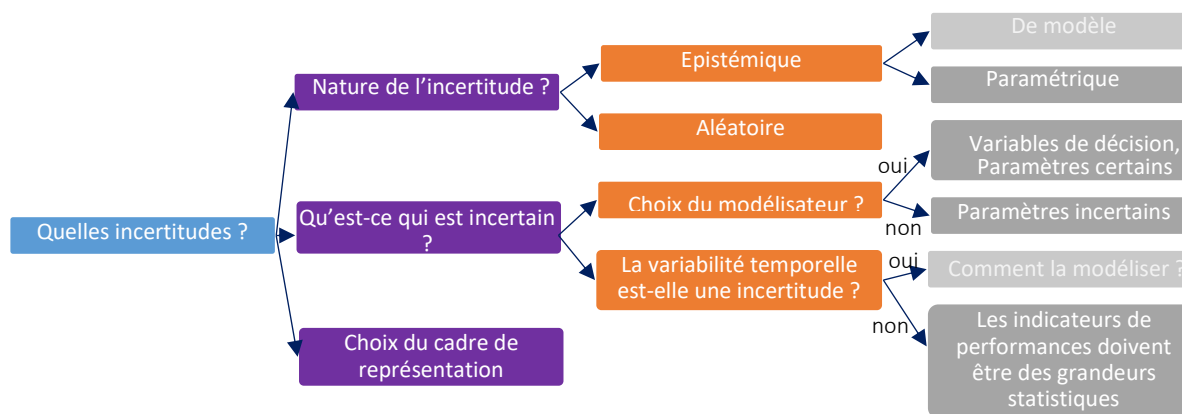 Quelles incertitudes ?
Nature de l’incertitude ?
Epistémique
De modèle
Paramétrique
Aléatoire
Qu’est-ce qui est incertain
?
Choix du modélisateur ?
oui
Variables de décision,
Paramètres certains
non
Paramètres incertains
La variabilité temporelle
est-elle une incertitude ?
oui
Comment la modéliser ?
non
Les indicateurs de
performances doivent
être des grandeurs
statistiques
Choix du cadre de
représentation